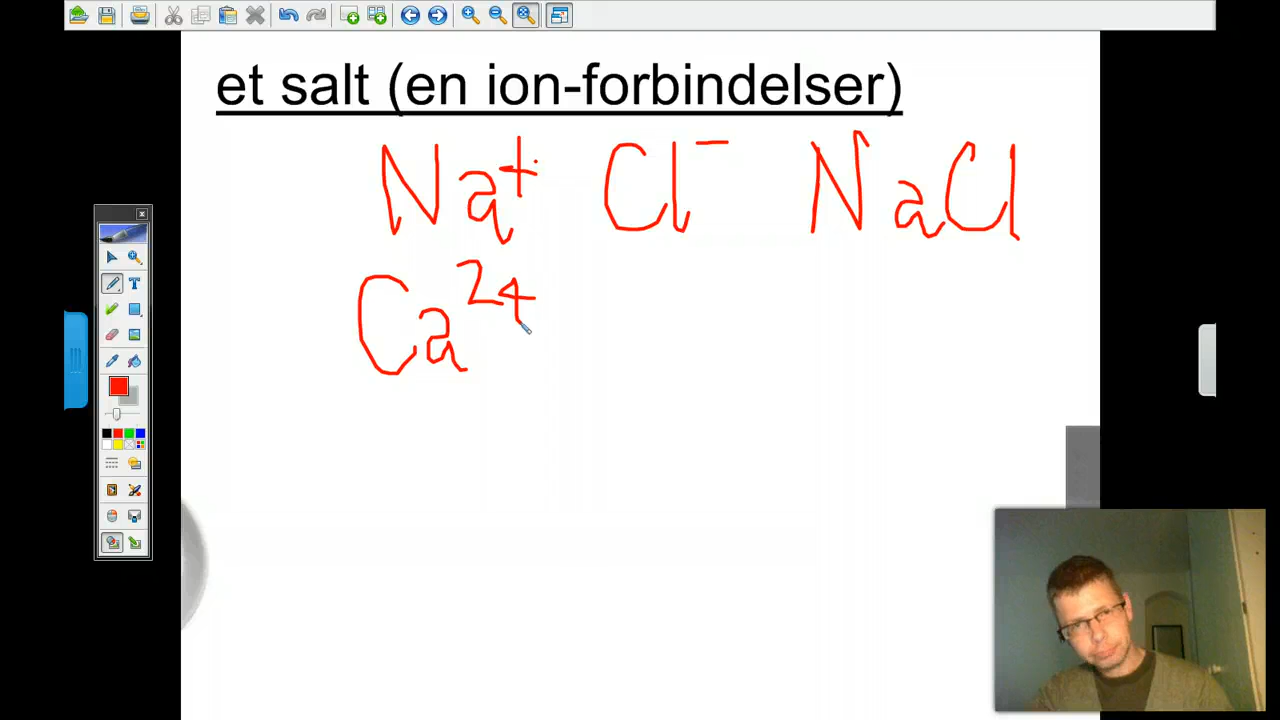 et salt (en ion-forbindelser)
Na⁺ Cl⁻ NaCl
Ca²⁺